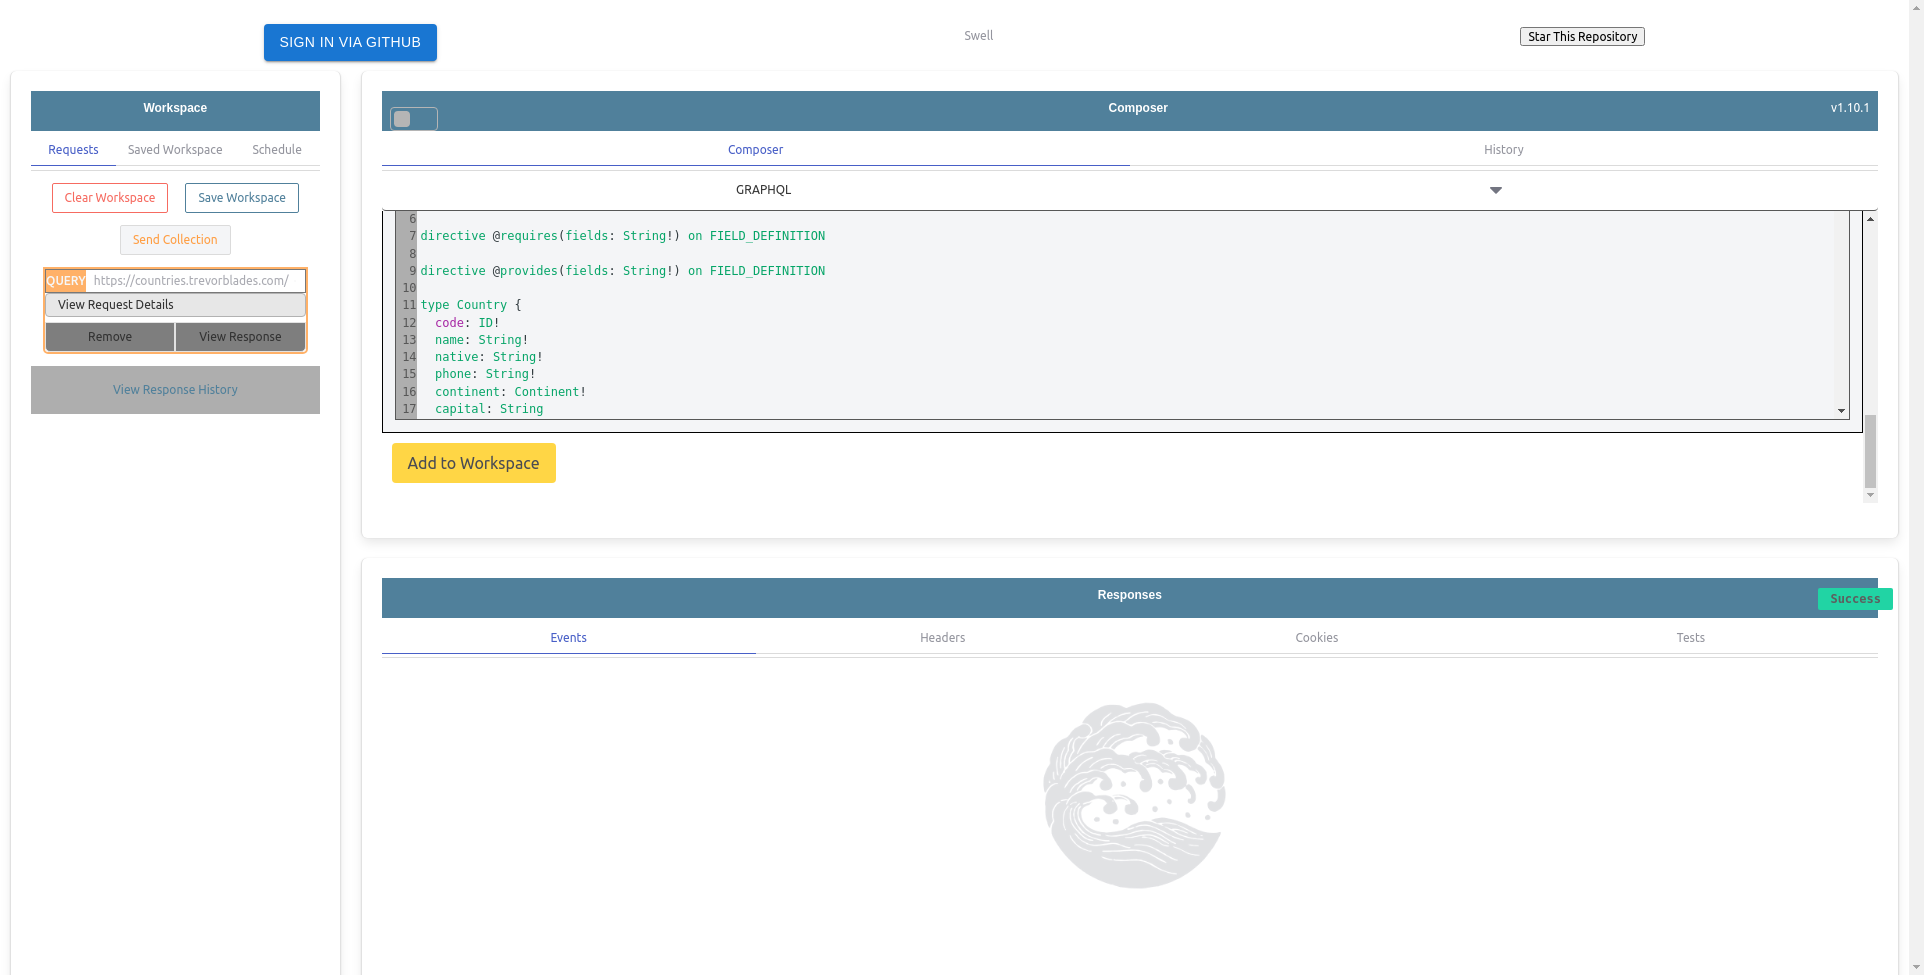 SIGN IN VIA GITHUB
Swell
Star This Repository
Workspace
Requests
Saved Workspace
Schedule
Clear Workspace
Save Workspace
Send Collection
QUERY https://countries.trevorblades.com/
View Request Details
Remove
View Response
View Response History
Composer
v1.10.1
Composer
History
GRAPHQL
6
7 directive @requires(fields: String!) on FIELD_DEFINITION
8
9 directive @provides(fields: String!) on FIELD_DEFINITION
10
11 type Country {
12 code: ID!
13 name: String!
14 native: String!
15 phone: String!
16 continent: Continent!
17 capital: String
Add to Workspace
Responses
Success
Events
Headers
Cookies
Tests